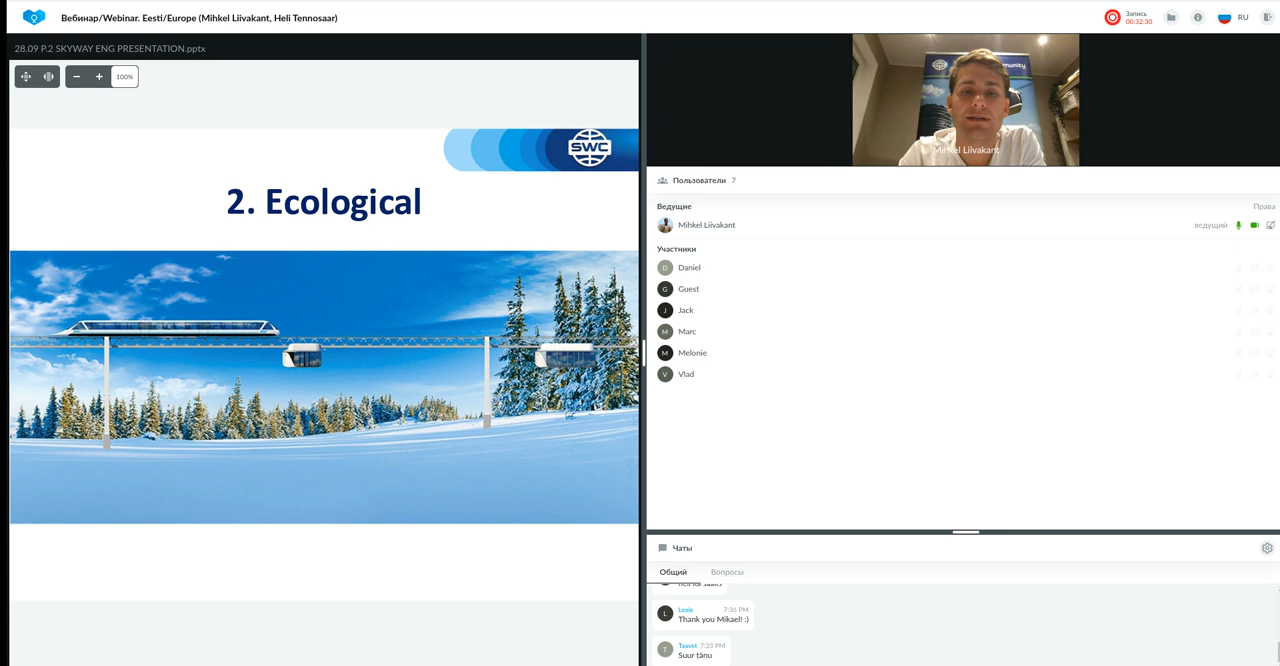 Вебинар/Webinar. Eesti/Europe (Mihkel Liivakant, Heli Tennosaar)
Запись
00:32:30
RU
28.09 P.2 SKYWAY ENG PRESENTATION.pptx
100%
SWC
2. Ecological
Mihkel Liivakant
Пользователи 7
Ведущие
Права
Mihkel Liivakant
ведущий
Участники
D Daniel
G Guest
J Jack
M Marc
M Melonie
V Vlad
Чаты
Общий
Вопросы
L
Lexie 7:36 PM
Thank you Mikael! :)
T
Taavet 7:33 PM
Suur tänu